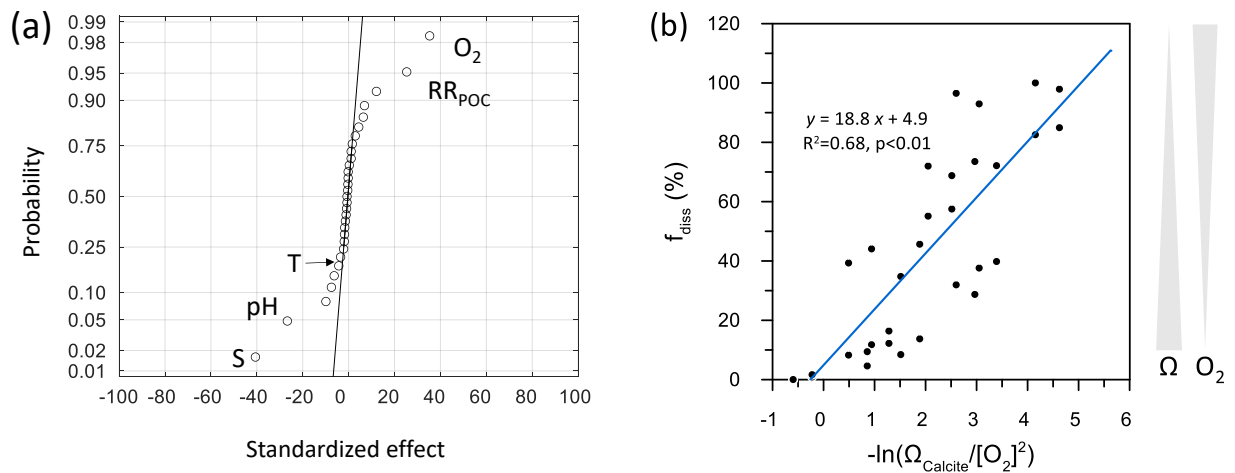 (a)
0.99
0.98
0.95
0.90
0.75
0.50
0.25
0.10
0.05
0.02
0.01
Probability
O₂
RR_POC
T
pH
S
-100 -80 -60 -40 -20 0 20 40 60 80 100
Standardized effect
(b)
120
100
80
60
40
20
0
f_diss (%)
y = 18.8 x + 4.9
R²=0.68, p<0.01
-1 0 1 2 3 4 5 6
-ln(Ω_Calcite/[O₂]²)
Ω O₂